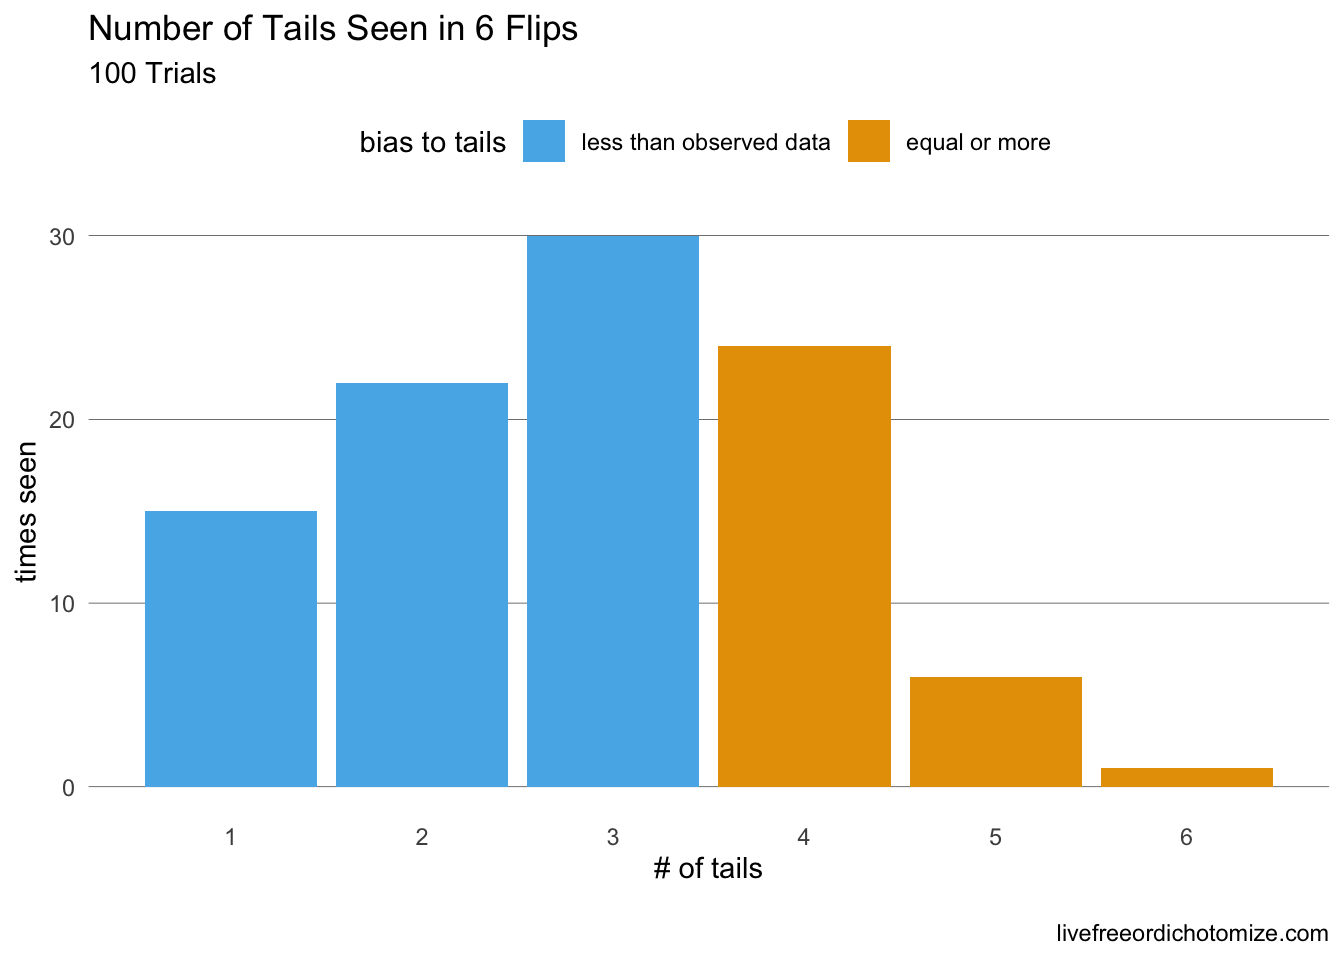 Number of Tails Seen in 6 Flips
100 Trials
bias to tails less than observed data equal or more
30
20
10
0
times seen
1 2 3 4 5 6
# of tails
livefreeordichotomize.com